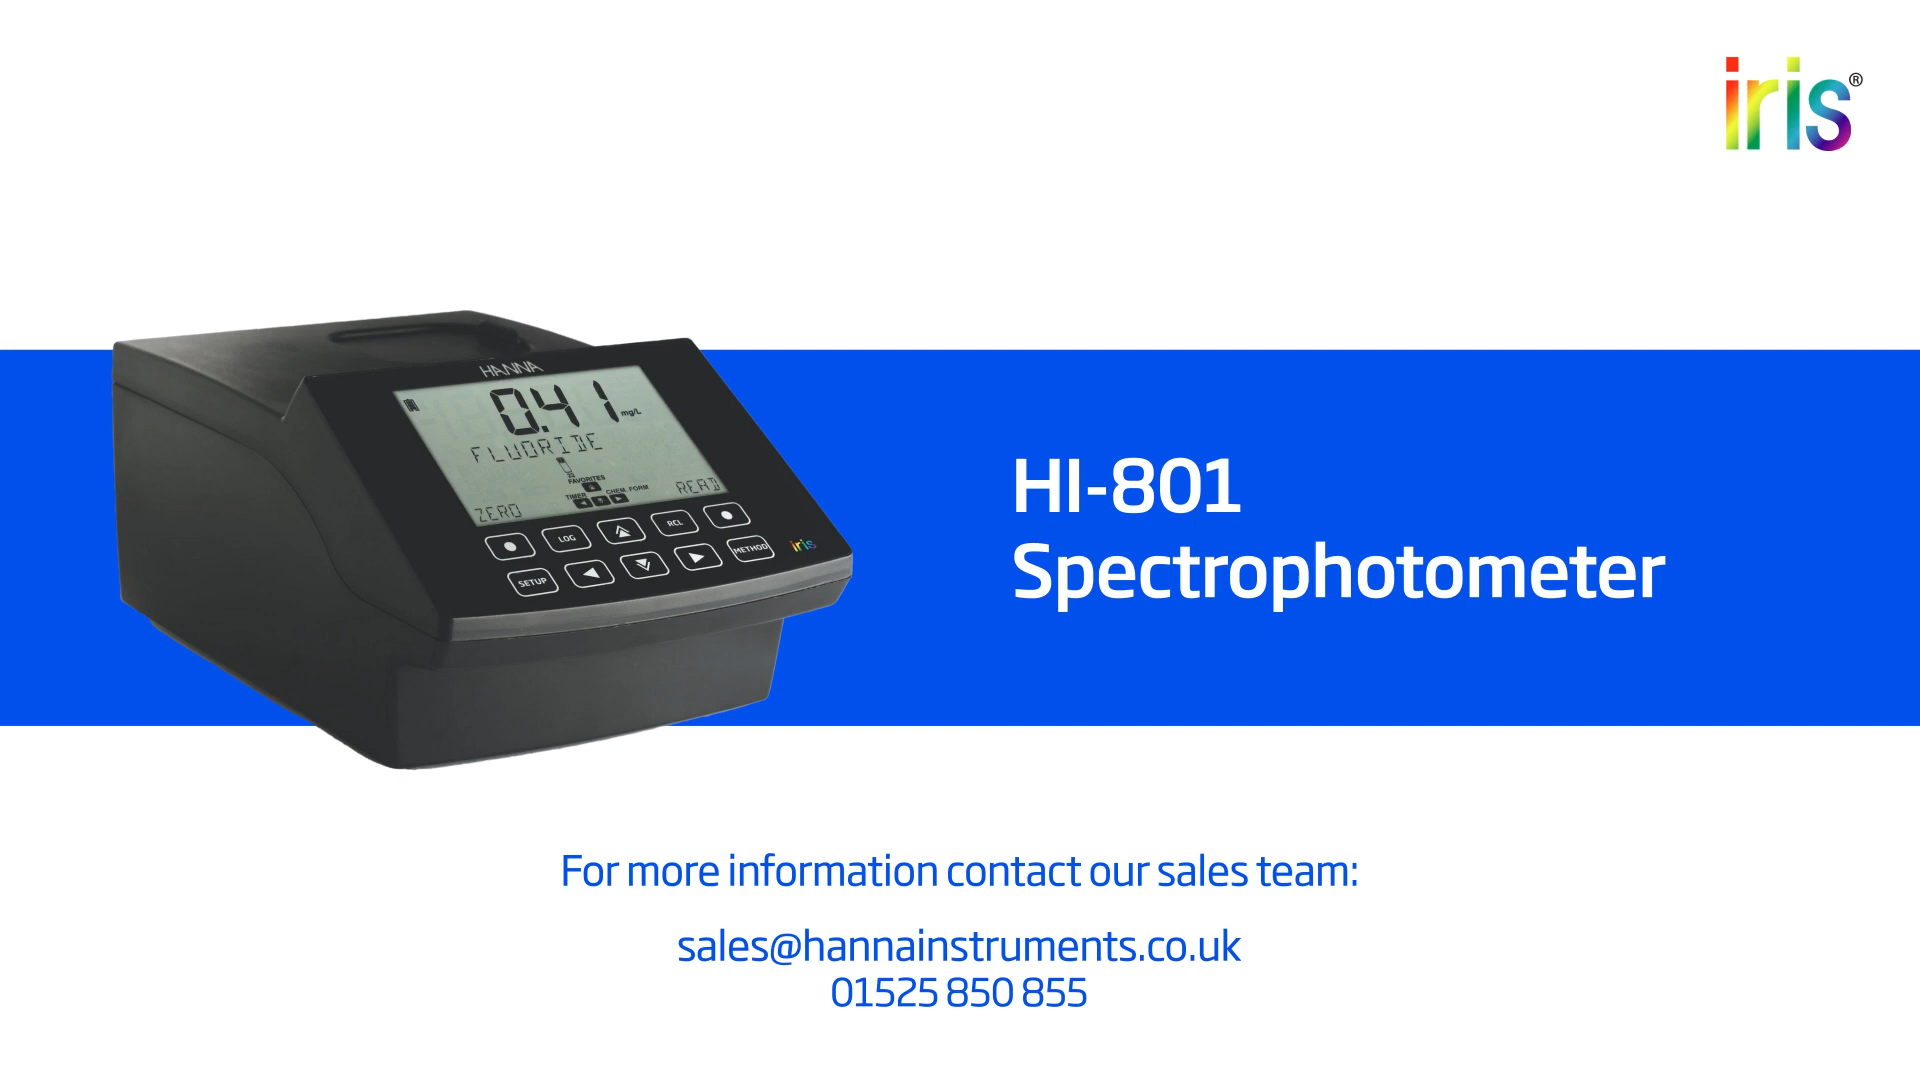 iris®
HANNA
0.41 mg/L
FLUORIDE
FAVORITES
TIMER CHEM. FORM
ZERO READ
LOG RCL
SETUP METHOD
iris
HI-801
Spectrophotometer
For more information contact our sales team:
sales@hannainstruments.co.uk
01525 850 855